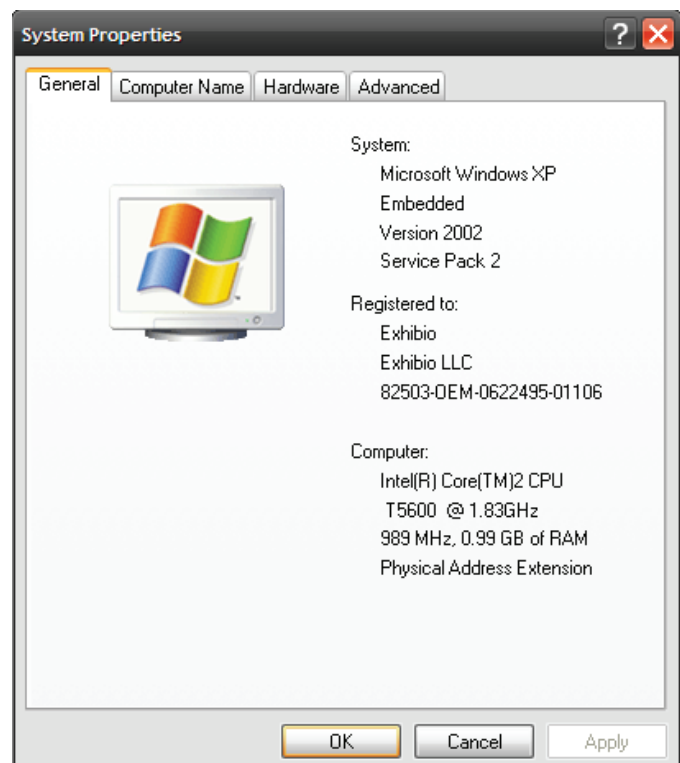 System Properties
General Computer Name Hardware Advanced
System:
Microsoft Windows XP
Embedded
Version 2002
Service Pack 2
Registered to:
Exhibio
Exhibio LLC
82503-OEM-0622495-01106
Computer:
Intel(R) Core(TM)2 CPU
T5600 @ 1.83GHz
989 MHz, 0.99 GB of RAM
Physical Address Extension
OK Cancel Apply